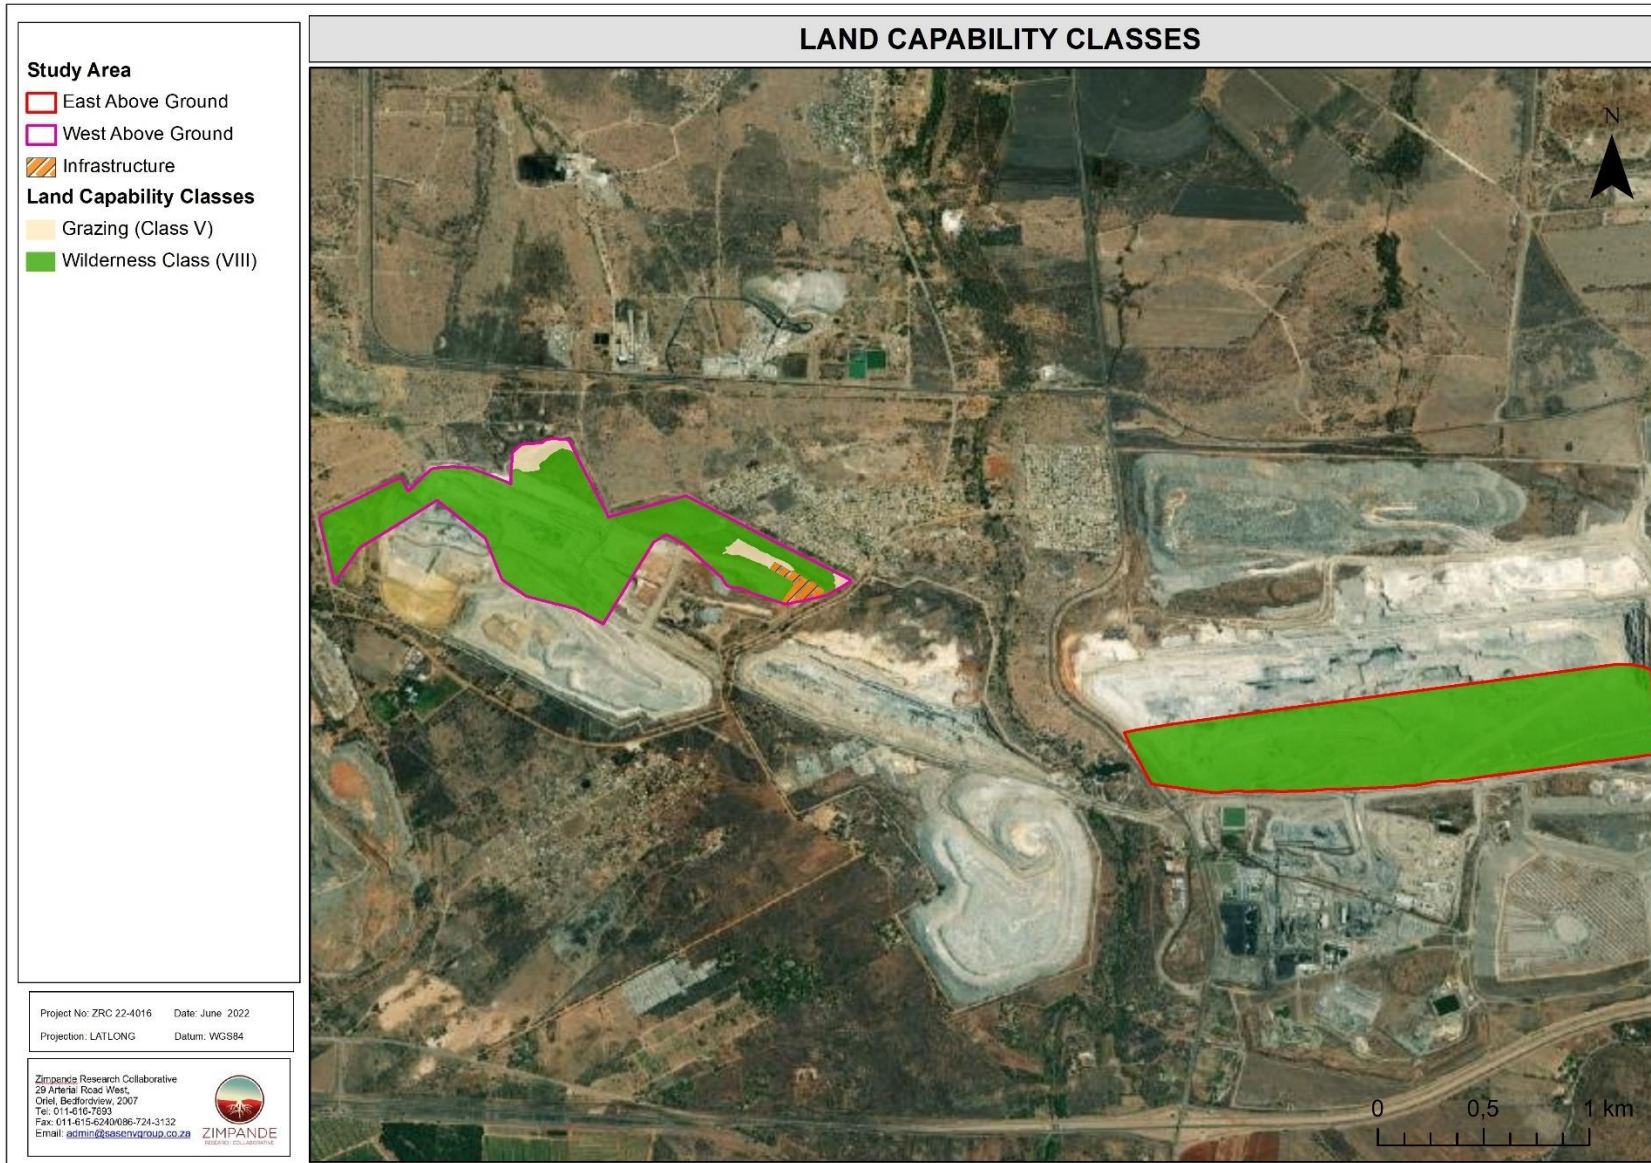 LAND CAPABILITY CLASSES
Study Area
East Above Ground
West Above Ground
Infrastructure
Land Capability Classes
Grazing (Class V)
Wilderness Class (VIII)
N
0 0,5 1 km
Project No: ZRC 22-4016 Date: June 2022
Projection: LATLONG Datum: WGS84
Zimpande Research Collaborative
29 Arterial Road West,
Oriel, Bedfordview, 2007
Tel: 011-616-7893
Fax: 011-615-6240/086-724-3132
Email: admin@sasenvgroup.co.za
ZIMPANDE
RESEARCH COLLABORATIVE